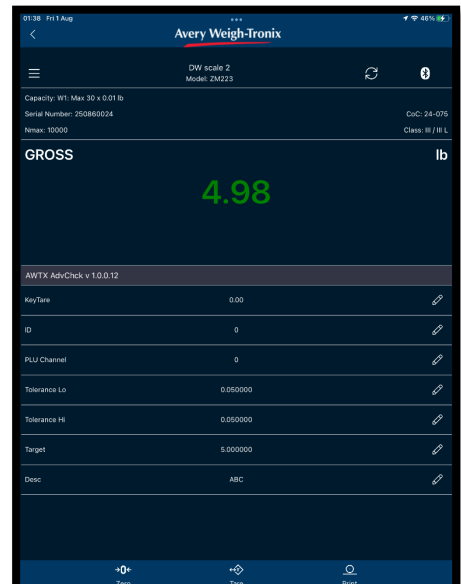 01:38 Fri 1 Aug
46%
Avery Weigh-Tronix
DW scale 2
Model: ZM223
Capacity: W1: Max 30 x 0.01 lb
Serial Number: 250860024
CoC: 24-075
Nmax: 10000
Class: III / III L
GROSS
lb
4.98
AWTX AdvChck v 1.0.0.12
KeyTare 0.00
ID 0
PLU Channel 0
Tolerance Lo 0.050000
Tolerance Hi 0.050000
Target 5.000000
Desc ABC
→0←
T
Zero Tare Print